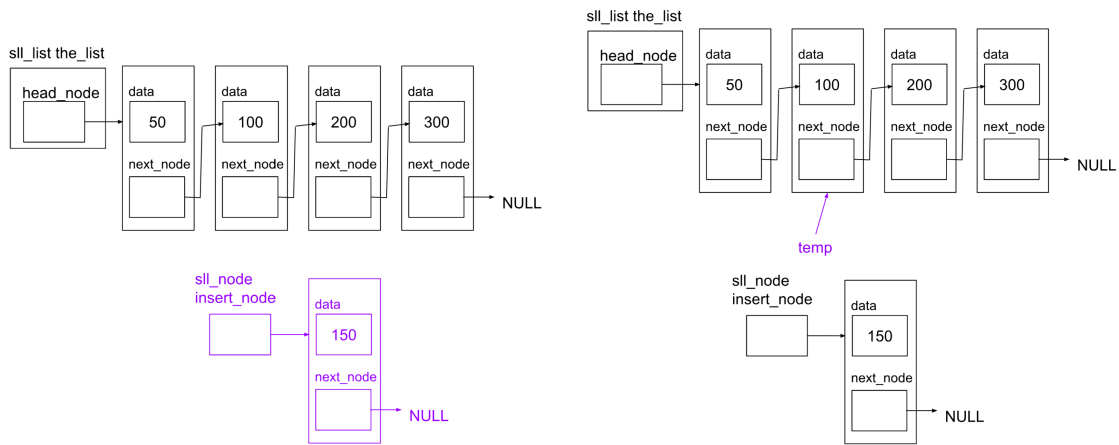 sll_list the_list
head_node
data
50
next_node
data
100
next_node
data
200
next_node
data
300
next_node
NULL
sll_node
insert_node
data
150
next_node
NULL
sll_list the_list
head_node
data
50
next_node
data
100
next_node
data
200
next_node
data
300
next_node
NULL
temp
sll_node
insert_node
data
150
next_node
NULL